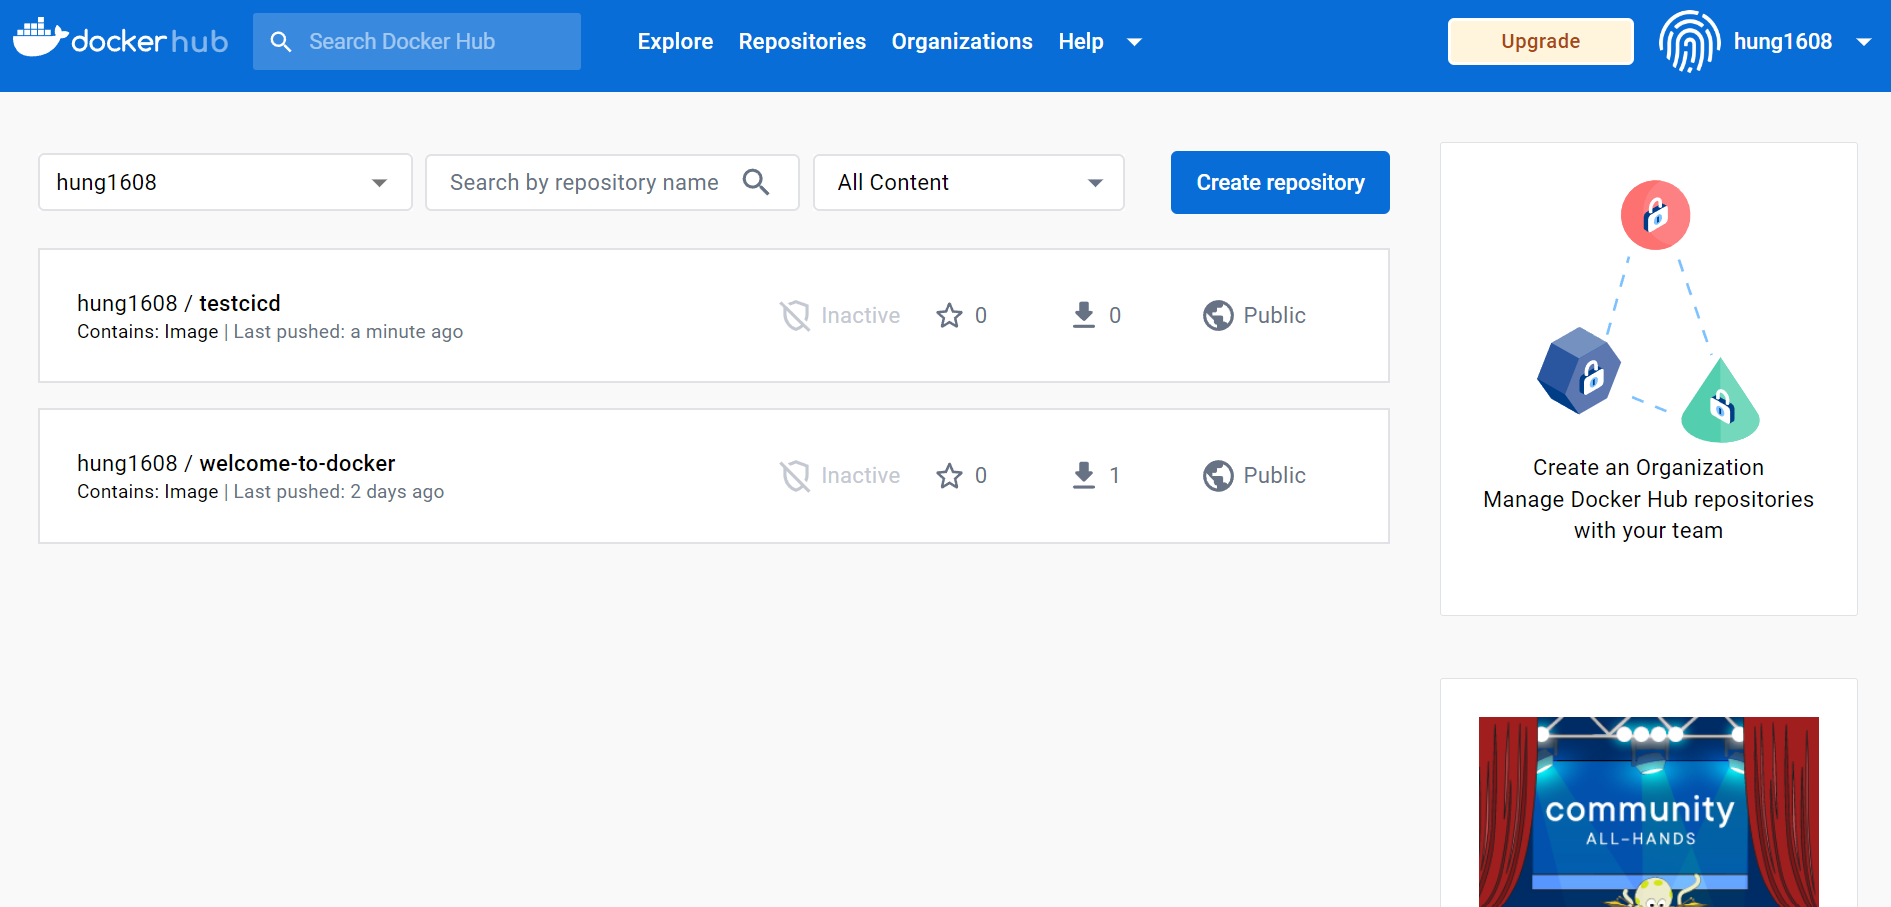 docker hub
Search Docker Hub
Explore Repositories Organizations Help
Upgrade
hung1608
hung1608
Search by repository name
All Content
Create repository
hung1608 / testcicd
Contains: Image | Last pushed: a minute ago
Inactive
0
0
Public
hung1608 / welcome-to-docker
Contains: Image | Last pushed: 2 days ago
Inactive
0
1
Public
Create an Organization
Manage Docker Hub repositories
with your team
community
ALL-HANDS